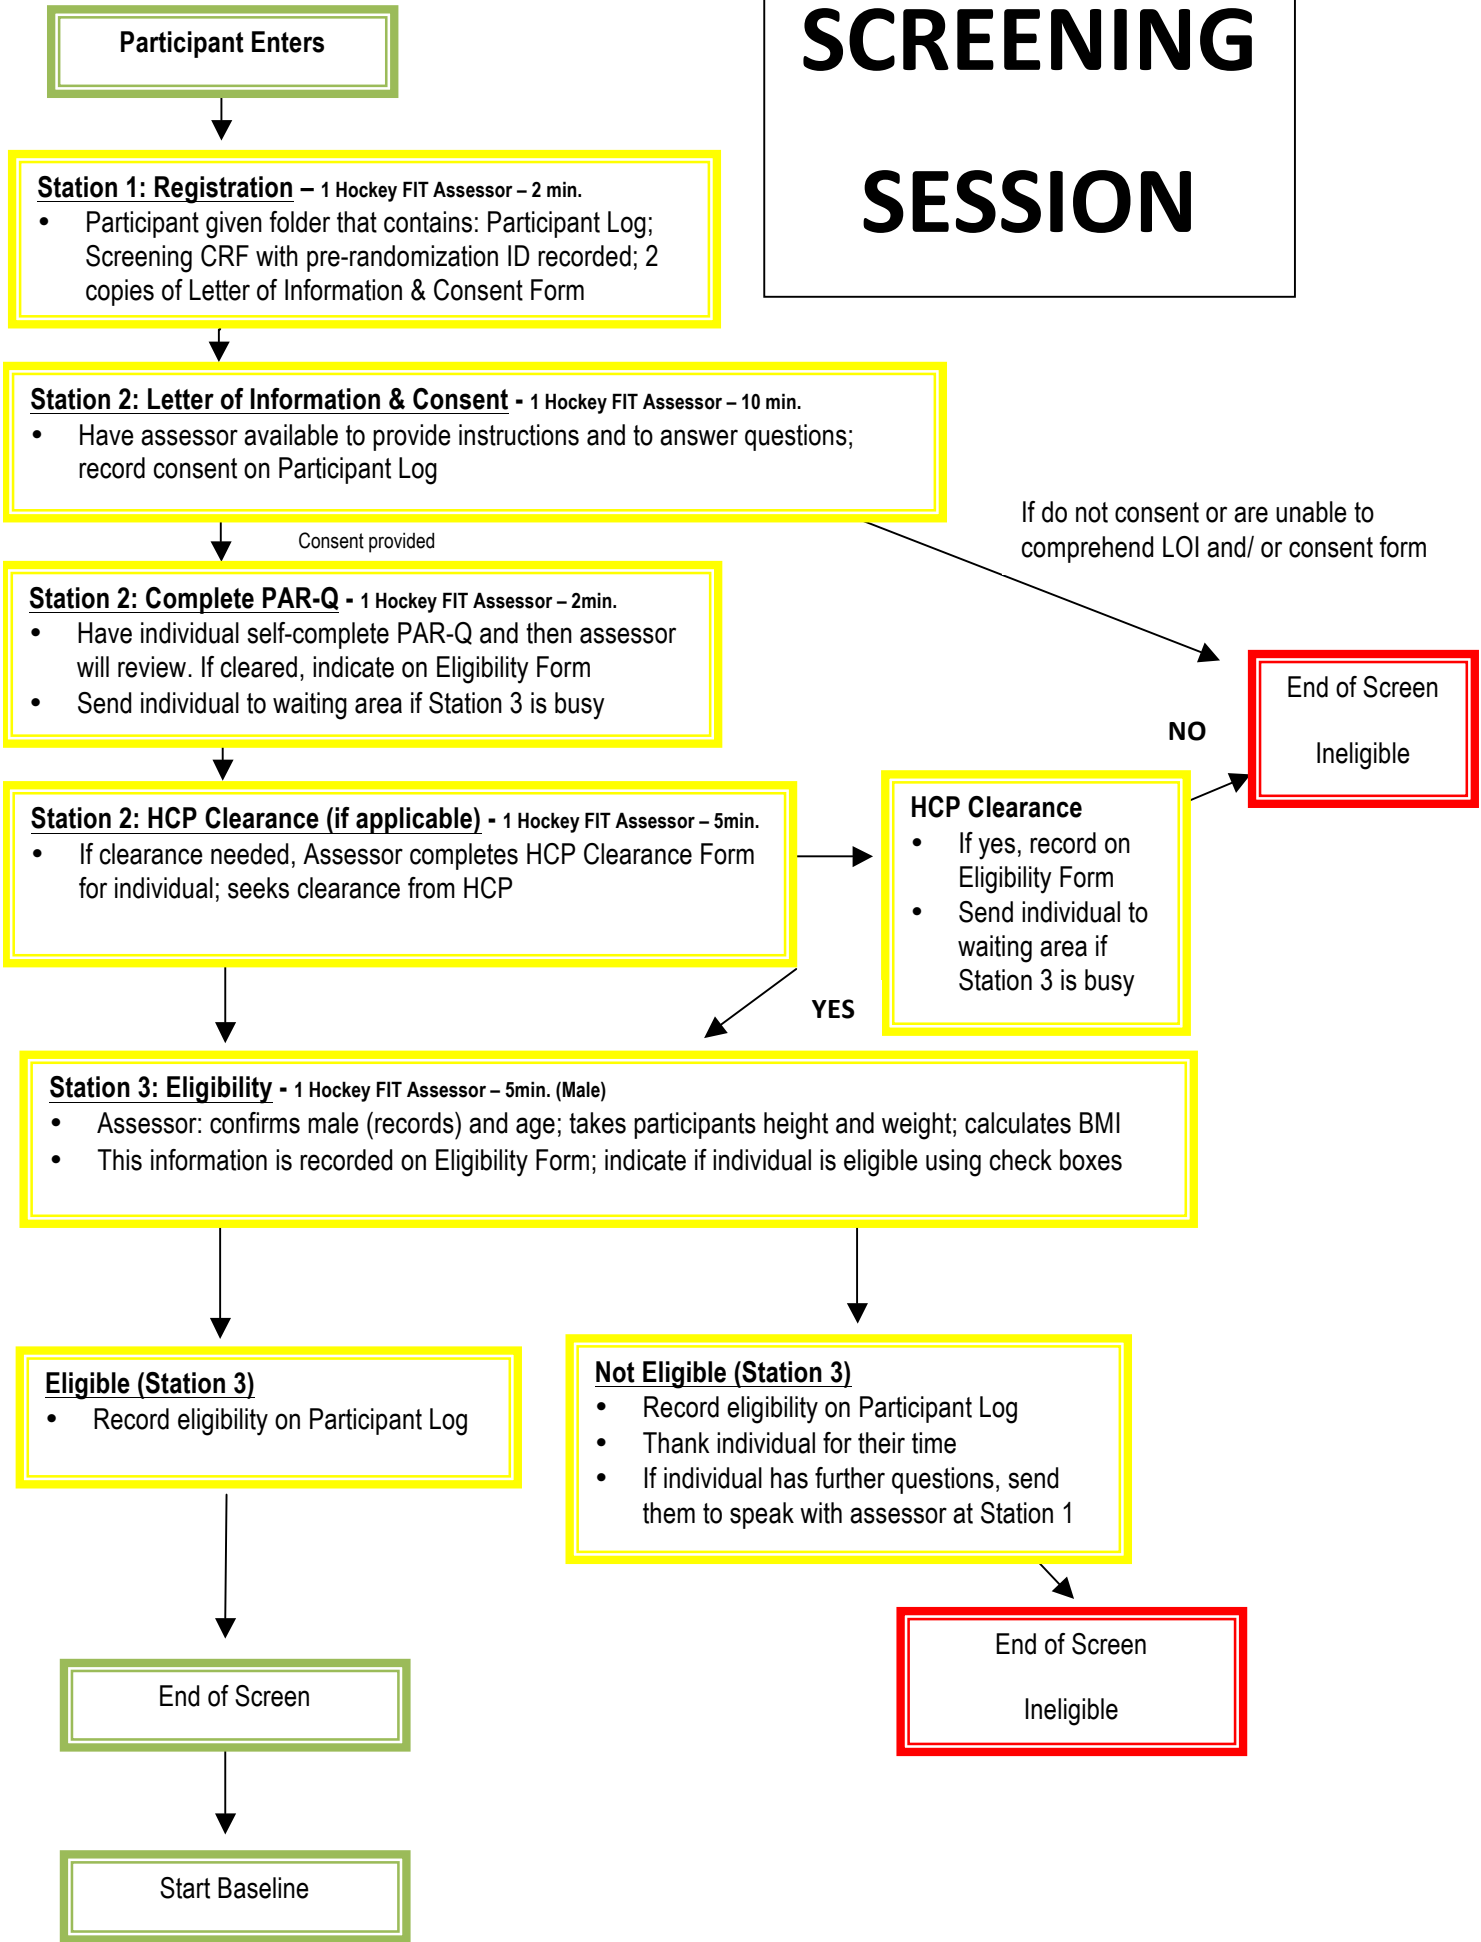 SCREENING
SESSION
Participant Enters
Station 1: Registration – 1 Hockey FIT Assessor – 2 min.
• Participant given folder that contains: Participant Log;
Screening CRF with pre-randomization ID recorded; 2
copies of Letter of Information & Consent Form
Station 2: Letter of Information & Consent - 1 Hockey FIT Assessor – 10 min.
• Have assessor available to provide instructions and to answer questions;
record consent on Participant Log
If do not consent or are unable to
comprehend LOI and/ or consent form
Consent provided
Station 2: Complete PAR-Q - 1 Hockey FIT Assessor – 2min.
• Have individual self-complete PAR-Q and then assessor
will review. If cleared, indicate on Eligibility Form
• Send individual to waiting area if Station 3 is busy
End of Screen
Ineligible
NO
Station 2: HCP Clearance (if applicable) - 1 Hockey FIT Assessor – 5min.
• If clearance needed, Assessor completes HCP Clearance Form
for individual; seeks clearance from HCP
HCP Clearance
• If yes, record on
Eligibility Form
• Send individual to
waiting area if
Station 3 is busy
YES
Station 3: Eligibility - 1 Hockey FIT Assessor – 5min. (Male)
• Assessor: confirms male (records) and age; takes participants height and weight; calculates BMI
• This information is recorded on Eligibility Form; indicate if individual is eligible using check boxes
Eligible (Station 3)
• Record eligibility on Participant Log
Not Eligible (Station 3)
• Record eligibility on Participant Log
• Thank individual for their time
• If individual has further questions, send
them to speak with assessor at Station 1
End of Screen
Ineligible
End of Screen
Start Baseline